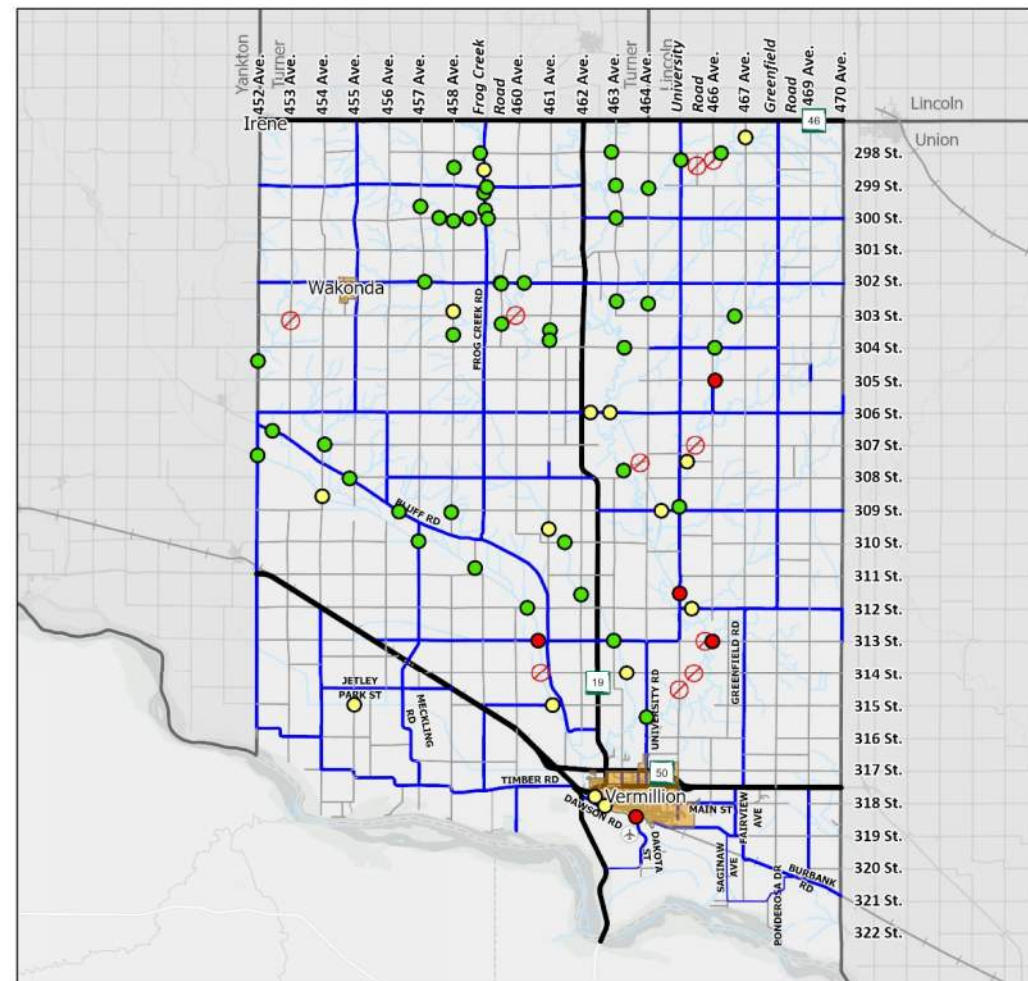 Yankton
452 Ave.
Turner
453 Ave.
454 Ave.
455 Ave.
456 Ave.
457 Ave.
458 Ave.
Frog Creek
Road
460 Ave.
461 Ave.
462 Ave.
463 Ave.
Turner
464 Ave.
Lincoln
University
Road
466 Ave.
467 Ave.
Greenfield
Road
469 Ave.
470 Ave.
Lincoln
Irene
46
Union
298 St.
299 St.
300 St.
301 St.
302 St.
Wakonda
303 St.
FROG CREEK RD
304 St.
305 St.
306 St.
307 St.
308 St.
BLUFF RD
309 St.
310 St.
311 St.
312 St.
GREENFIELD RD
313 St.
314 St.
JETLEY
PARK ST
19
MECKLING
RD
UNIVERSITY RD
315 St.
316 St.
317 St.
50
TIMBER RD
Vermillion
318 St.
DAWSON RD
MAIN ST
FAIRVIEW
AVE
319 St.
DAKOTA
ST
SAGINAW
AVE
320 St.
BURBANK
RD
PONDEROSA DR
321 St.
322 St.